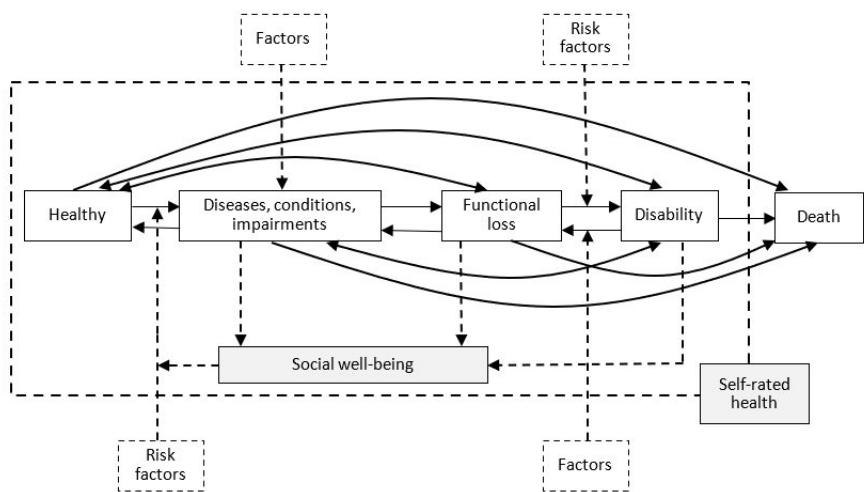 Factors
Risk
factors
Healthy
Diseases, conditions,
impairments
Functional
loss
Disability
Death
Social well-being
Self-rated
health
Risk
factors
Factors